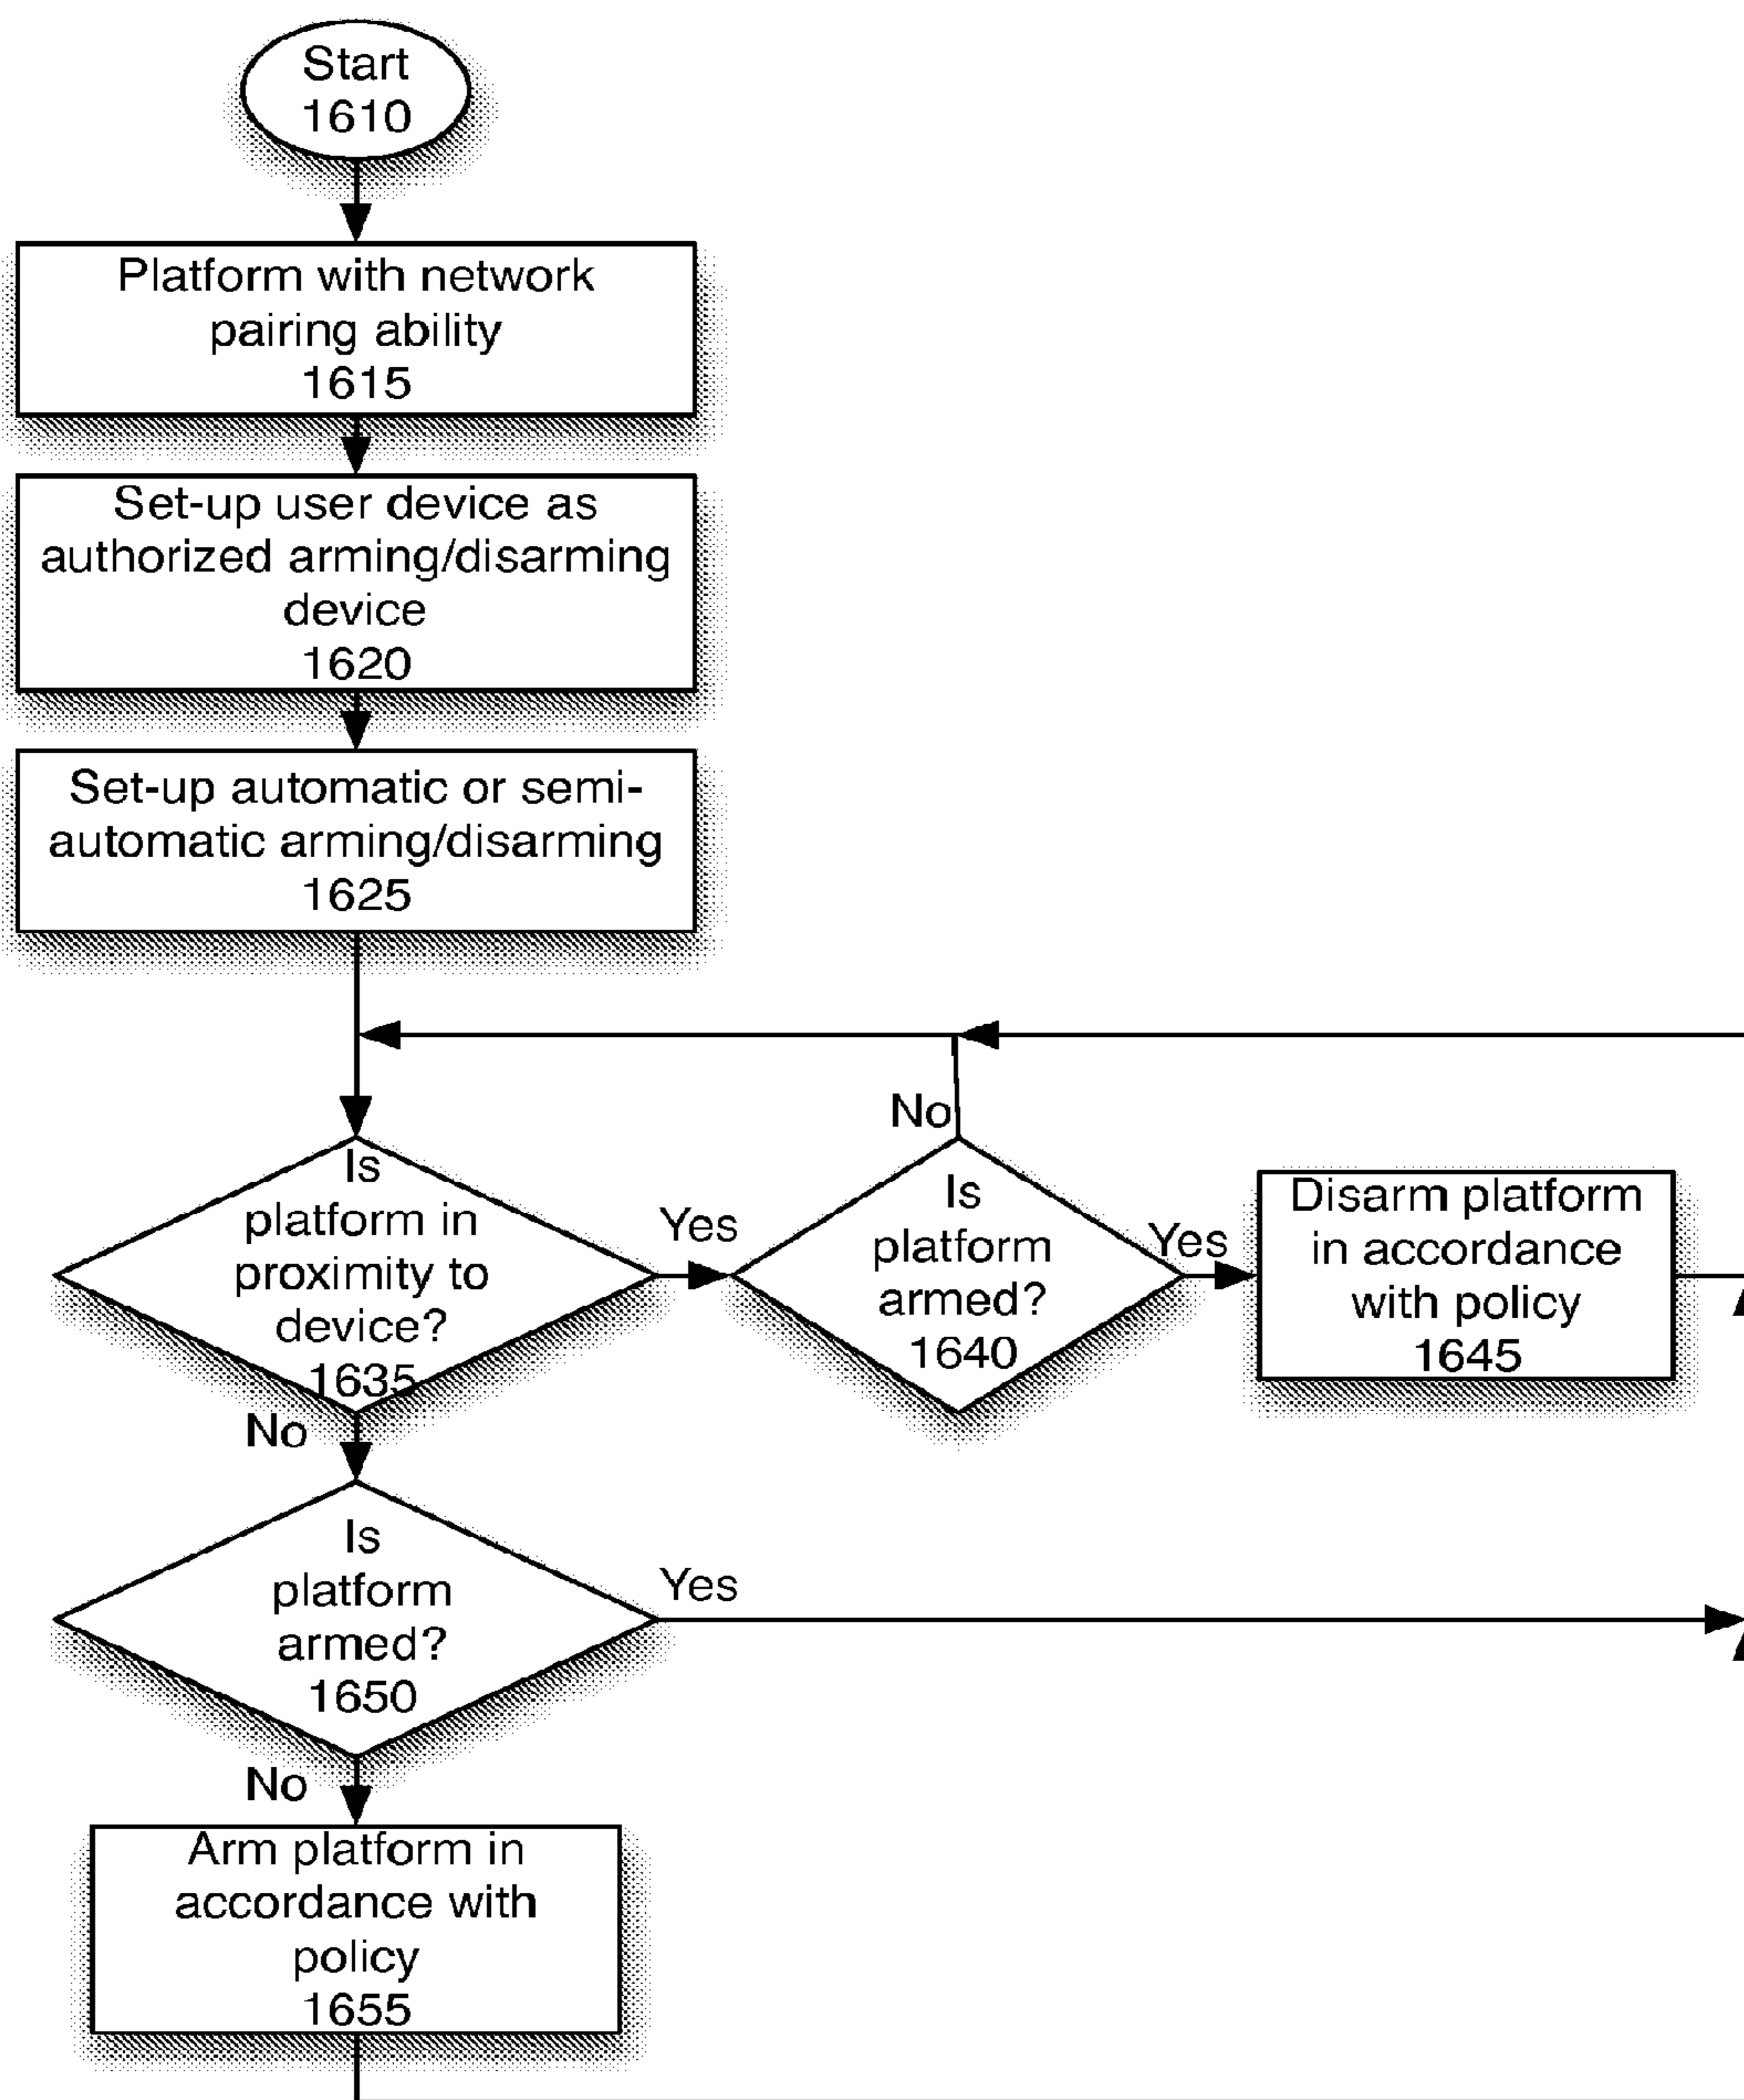 Start
1610
Platform with network
pairing ability
1615
Set-up user device as
authorized arming/disarming
device
1620
Set-up automatic or semi-
automatic arming/disarming
1625
Is
platform in
proximity to
device?
1635
Yes
No
Is
platform
armed?
1640
No
Yes
Disarm platform
in accordance
with policy
1645
Is
platform
armed?
1650
Yes
No
Arm platform in
accordance with
policy
1655